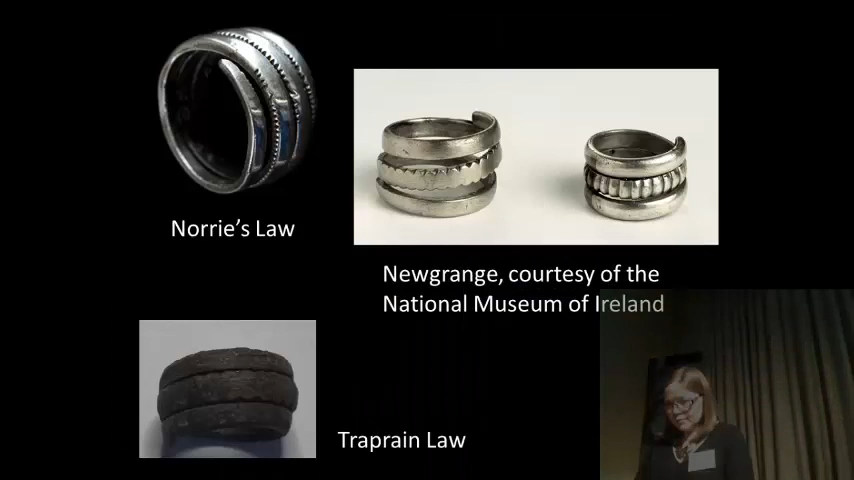 Norrie's Law
Newgrange, courtesy of the
National Museum of Ireland
Traprain Law